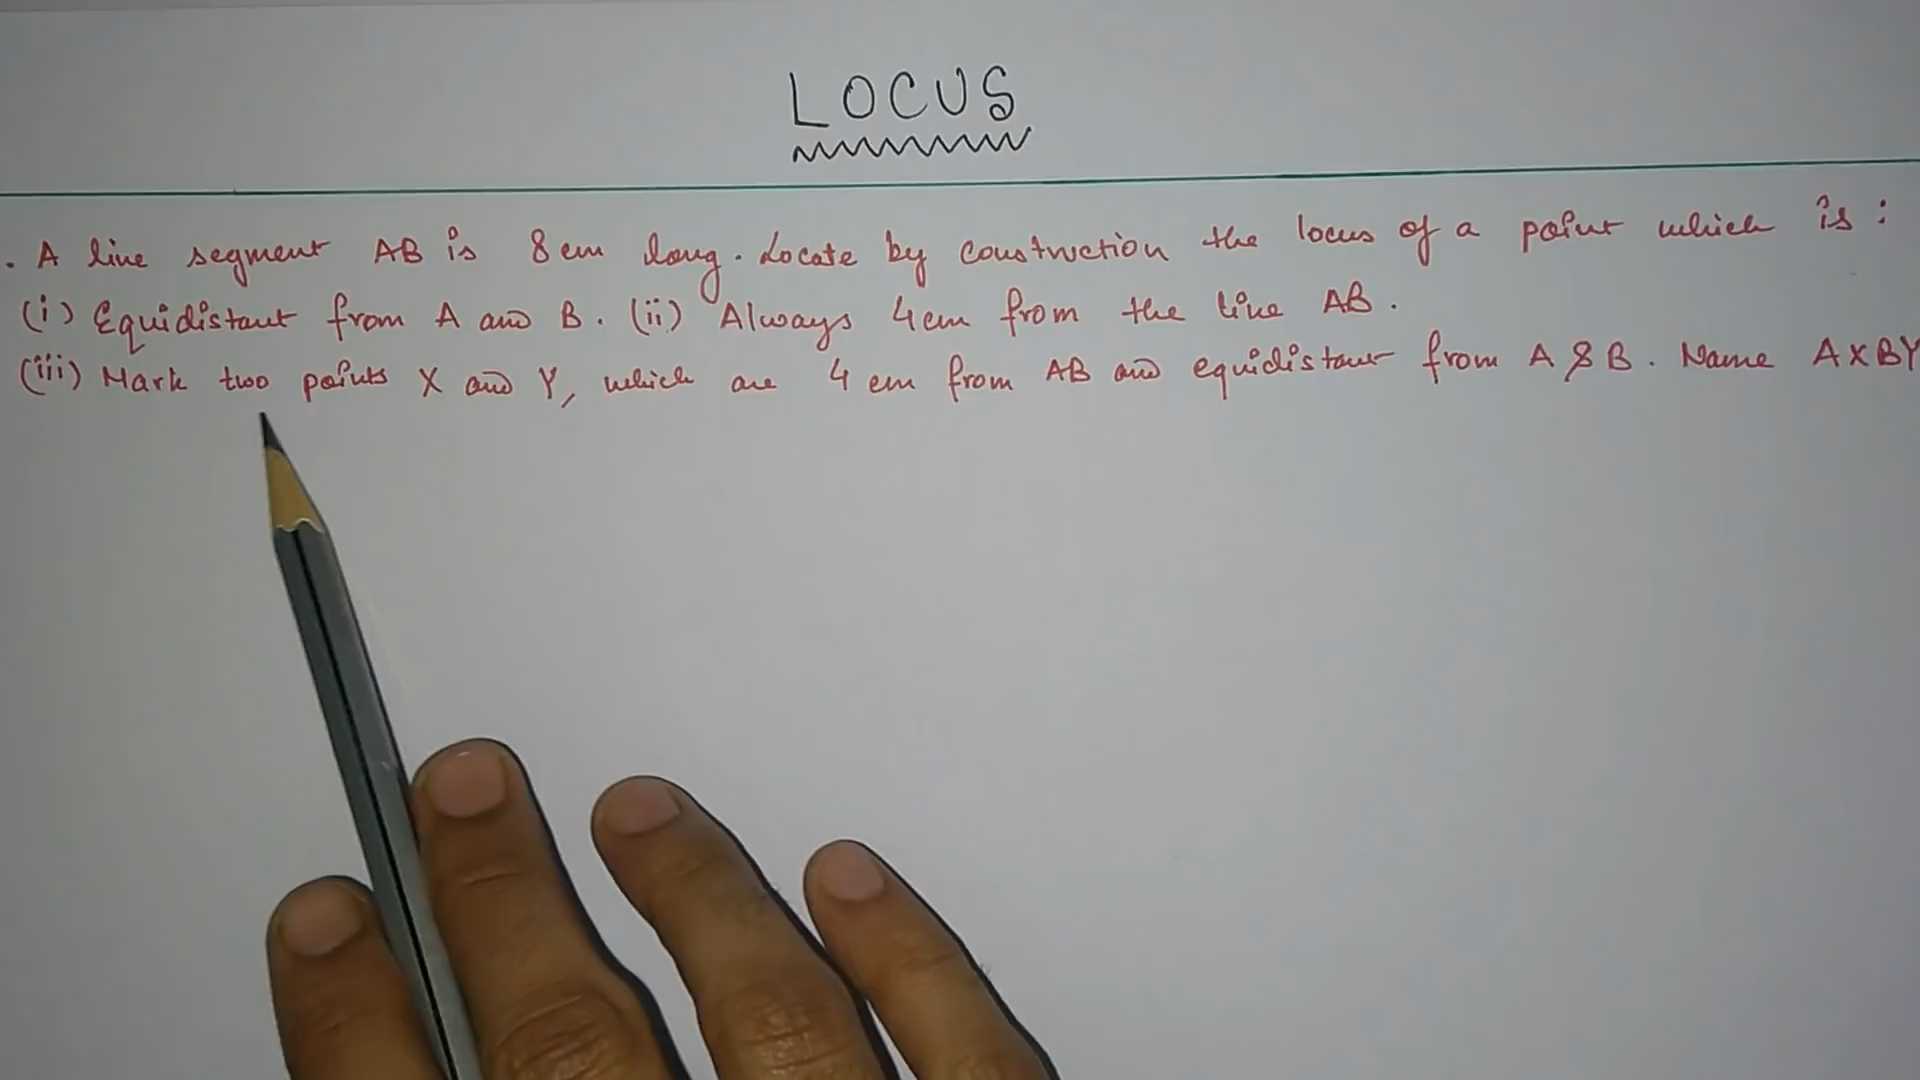 LOCUS
. A line segment AB is 8 cm long. Locate by construction the locus of a point which is :
(i) Equidistant from A and B. (ii) Always 4 cm from the line AB.
(iii) Mark two points X and Y, which are 4 cm from AB and equidistant from A & B. Name AXBY